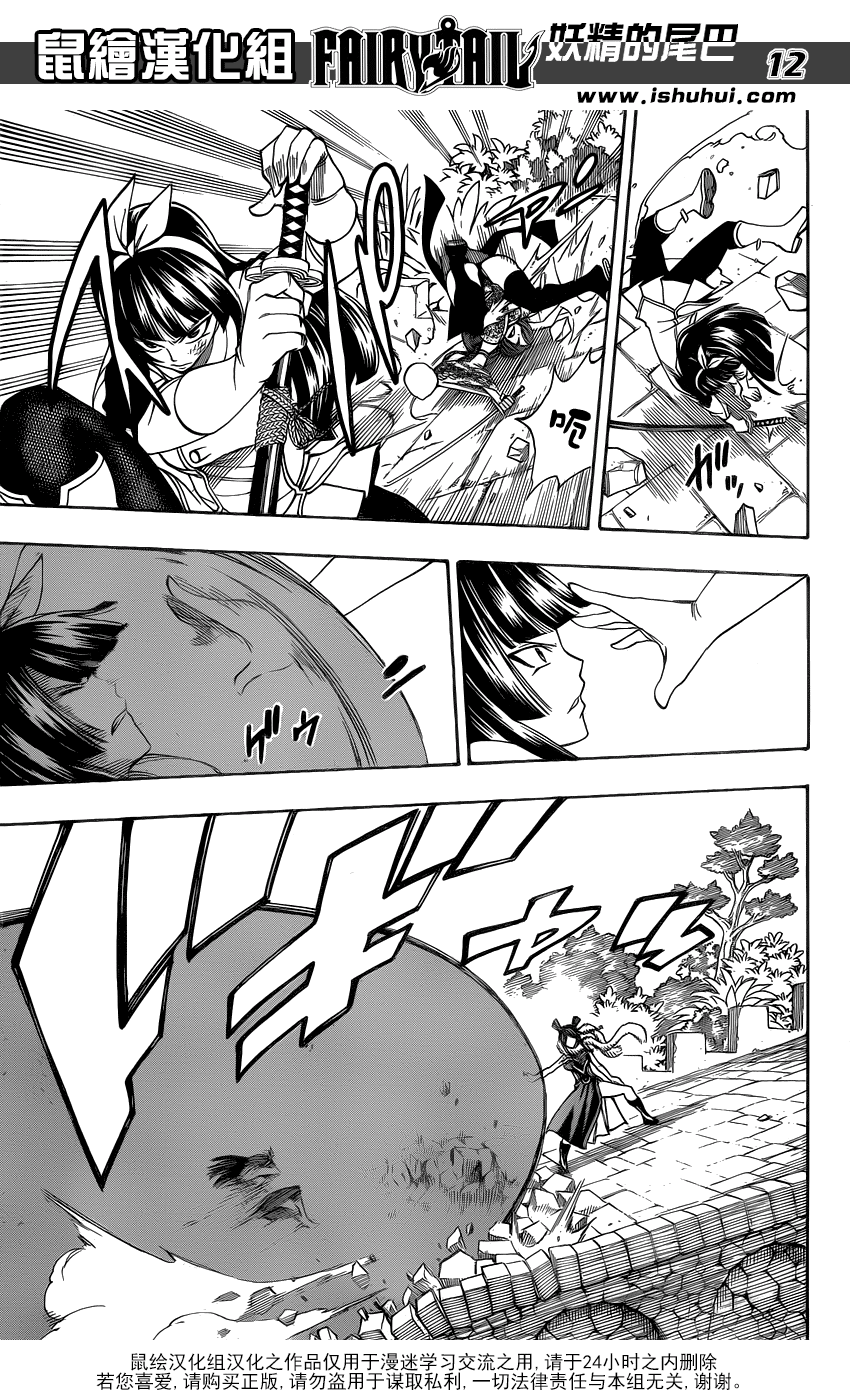 鼠繪漢化組 FAIRY TAIL 妖精的尾巴 12
www.ishuhui.com
呃
ガッ
グゥ
鼠绘汉化组汉化之作品仅用于漫迷学习交流之用, 请于24小时之内删除
若您喜爱, 请购买正版, 请勿用于谋取私利, 一切法律责任与本组无关, 谢谢。